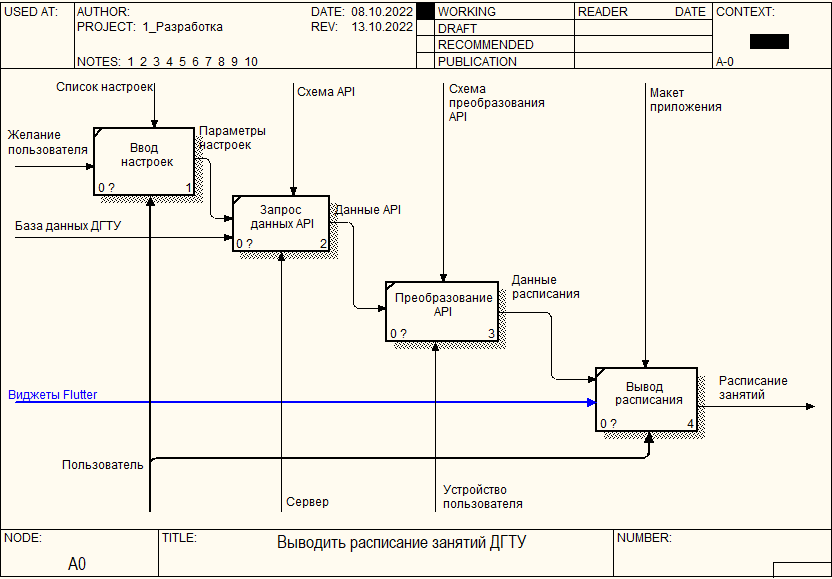 USED AT:
AUTHOR:
DATE: 08.10.2022
WORKING
READER
DATE
CONTEXT:
PROJECT: 1_Разработка
REV: 13.10.2022
DRAFT
RECOMMENDED
NOTES: 1 2 3 4 5 6 7 8 9 10
PUBLICATION
A-0
Список настроек
Схема API
Схема
преобразования
API
Макет
приложения
Желание
пользователя
Ввод
настроек
0 ?
1
Параметры
настроек
База данных ДГТУ
Запрос
данных API
0 ?
2
Данные API
Преобразование
API
0 ?
3
Данные
расписания
Виджеты Flutter
Вывод
расписания
0 ?
4
Расписание
занятий
Пользователь
Сервер
Устройство
пользователя
NODE:
A0
TITLE:
Выводить расписание занятий ДГТУ
NUMBER: